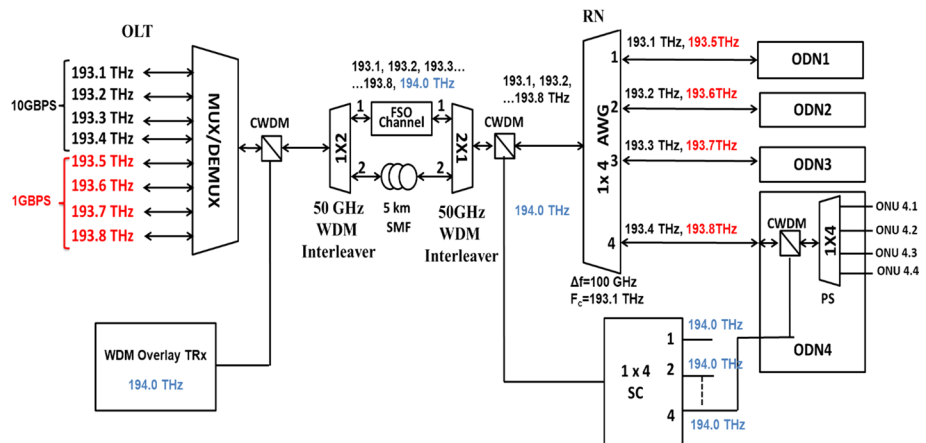 OLT
RN
10GBPS
193.1 THz
193.2 THz
193.3 THz
193.4 THz
1GBPS
193.5 THz
193.6 THz
193.7 THz
193.8 THz
MUX/DEMUX
CWDM
1X2
50 GHz
WDM
Interleaver
193.1, 193.2, 193.3...
...193.8, 194.0 THz
1
FSO
Channel
1
2
2
5 km
SMF
2X1
50GHz
WDM
Interleaver
CWDM
193.1, 193.2,
...193.8 THz
194.0 THz
1x4 AWG
1
2
3
4
Δf=100 GHz
Fc=193.1 THz
193.1 THz, 193.5THz
ODN1
193.2 THz, 193.6THz
ODN2
193.3 THz, 193.7THz
ODN3
193.4 THz, 193.8THz
CWDM
1X4
PS
ONU 4.1
ONU 4.2
ONU 4.3
ONU 4.4
ODN4
WDM Overlay TRx
194.0 THz
1 x 4
SC
1
194.0 THz
2
194.0 THz
4
194.0 THz